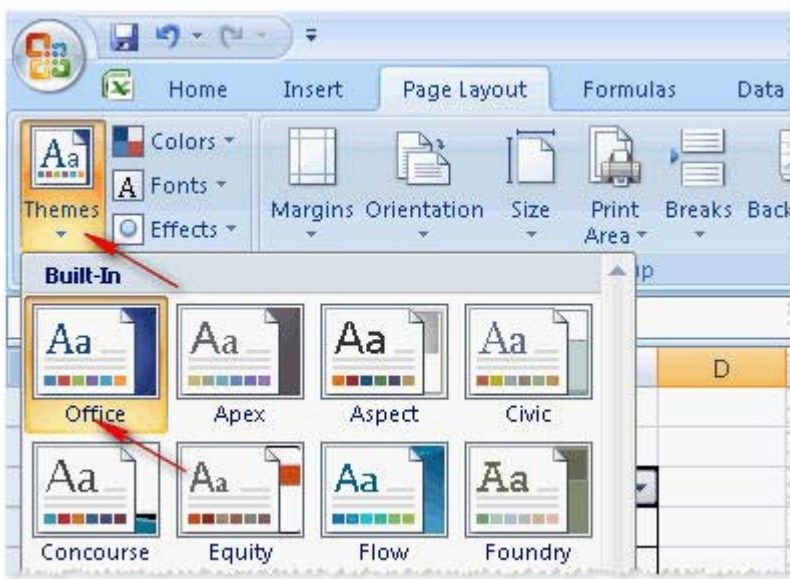 Home Insert Page Layout Formulas Data
Aa Colors
A Fonts
Themes Effects
Margins Orientation Size Print Area Breaks
Built-In
Aa Aa Aa Aa
Office Apex Aspect Civic
D
Aa Aa Aa Aa
Concourse Equity Flow Foundry